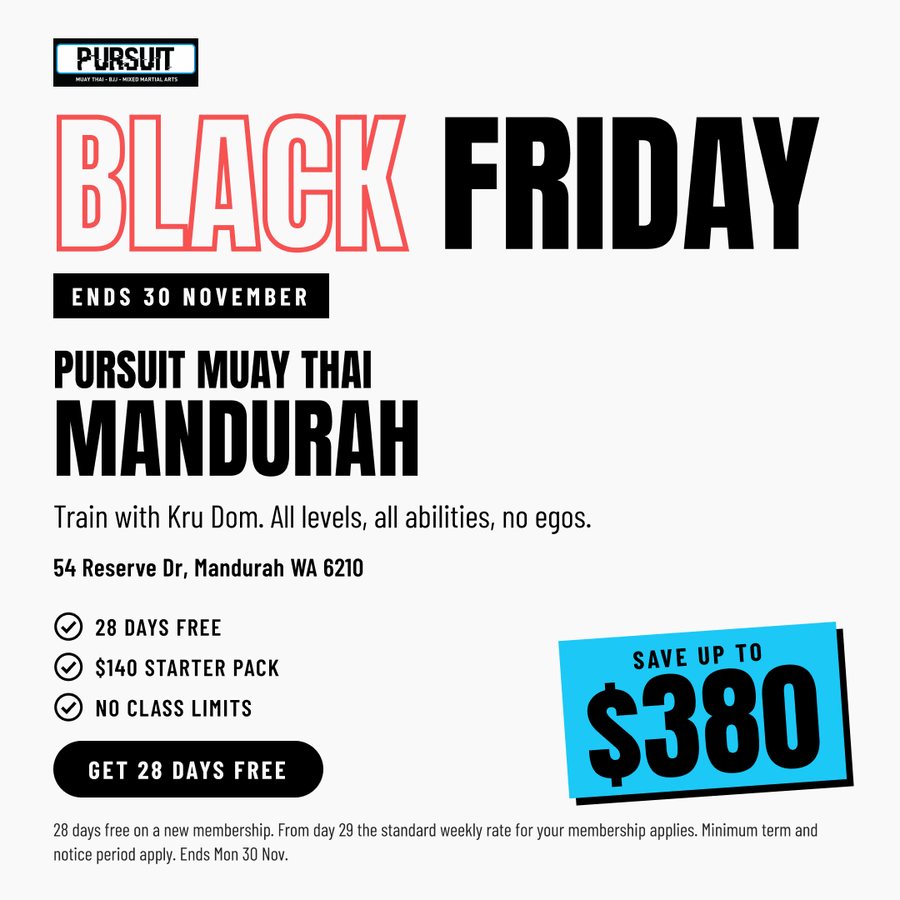 PURSUIT
MUAY THAI • BJJ • MIXED MARTIAL ARTS
BLACK FRIDAY
ENDS 30 NOVEMBER
PURSUIT MUAY THAI
MANDURAH
Train with Kru Dom. All levels, all abilities, no egos.
54 Reserve Dr, Mandurah WA 6210
28 DAYS FREE
$140 STARTER PACK
NO CLASS LIMITS
GET 28 DAYS FREE
SAVE UP TO
$380
28 days free on a new membership. From day 29 the standard weekly rate for your membership applies. Minimum term and
notice period apply. Ends Mon 30 Nov.